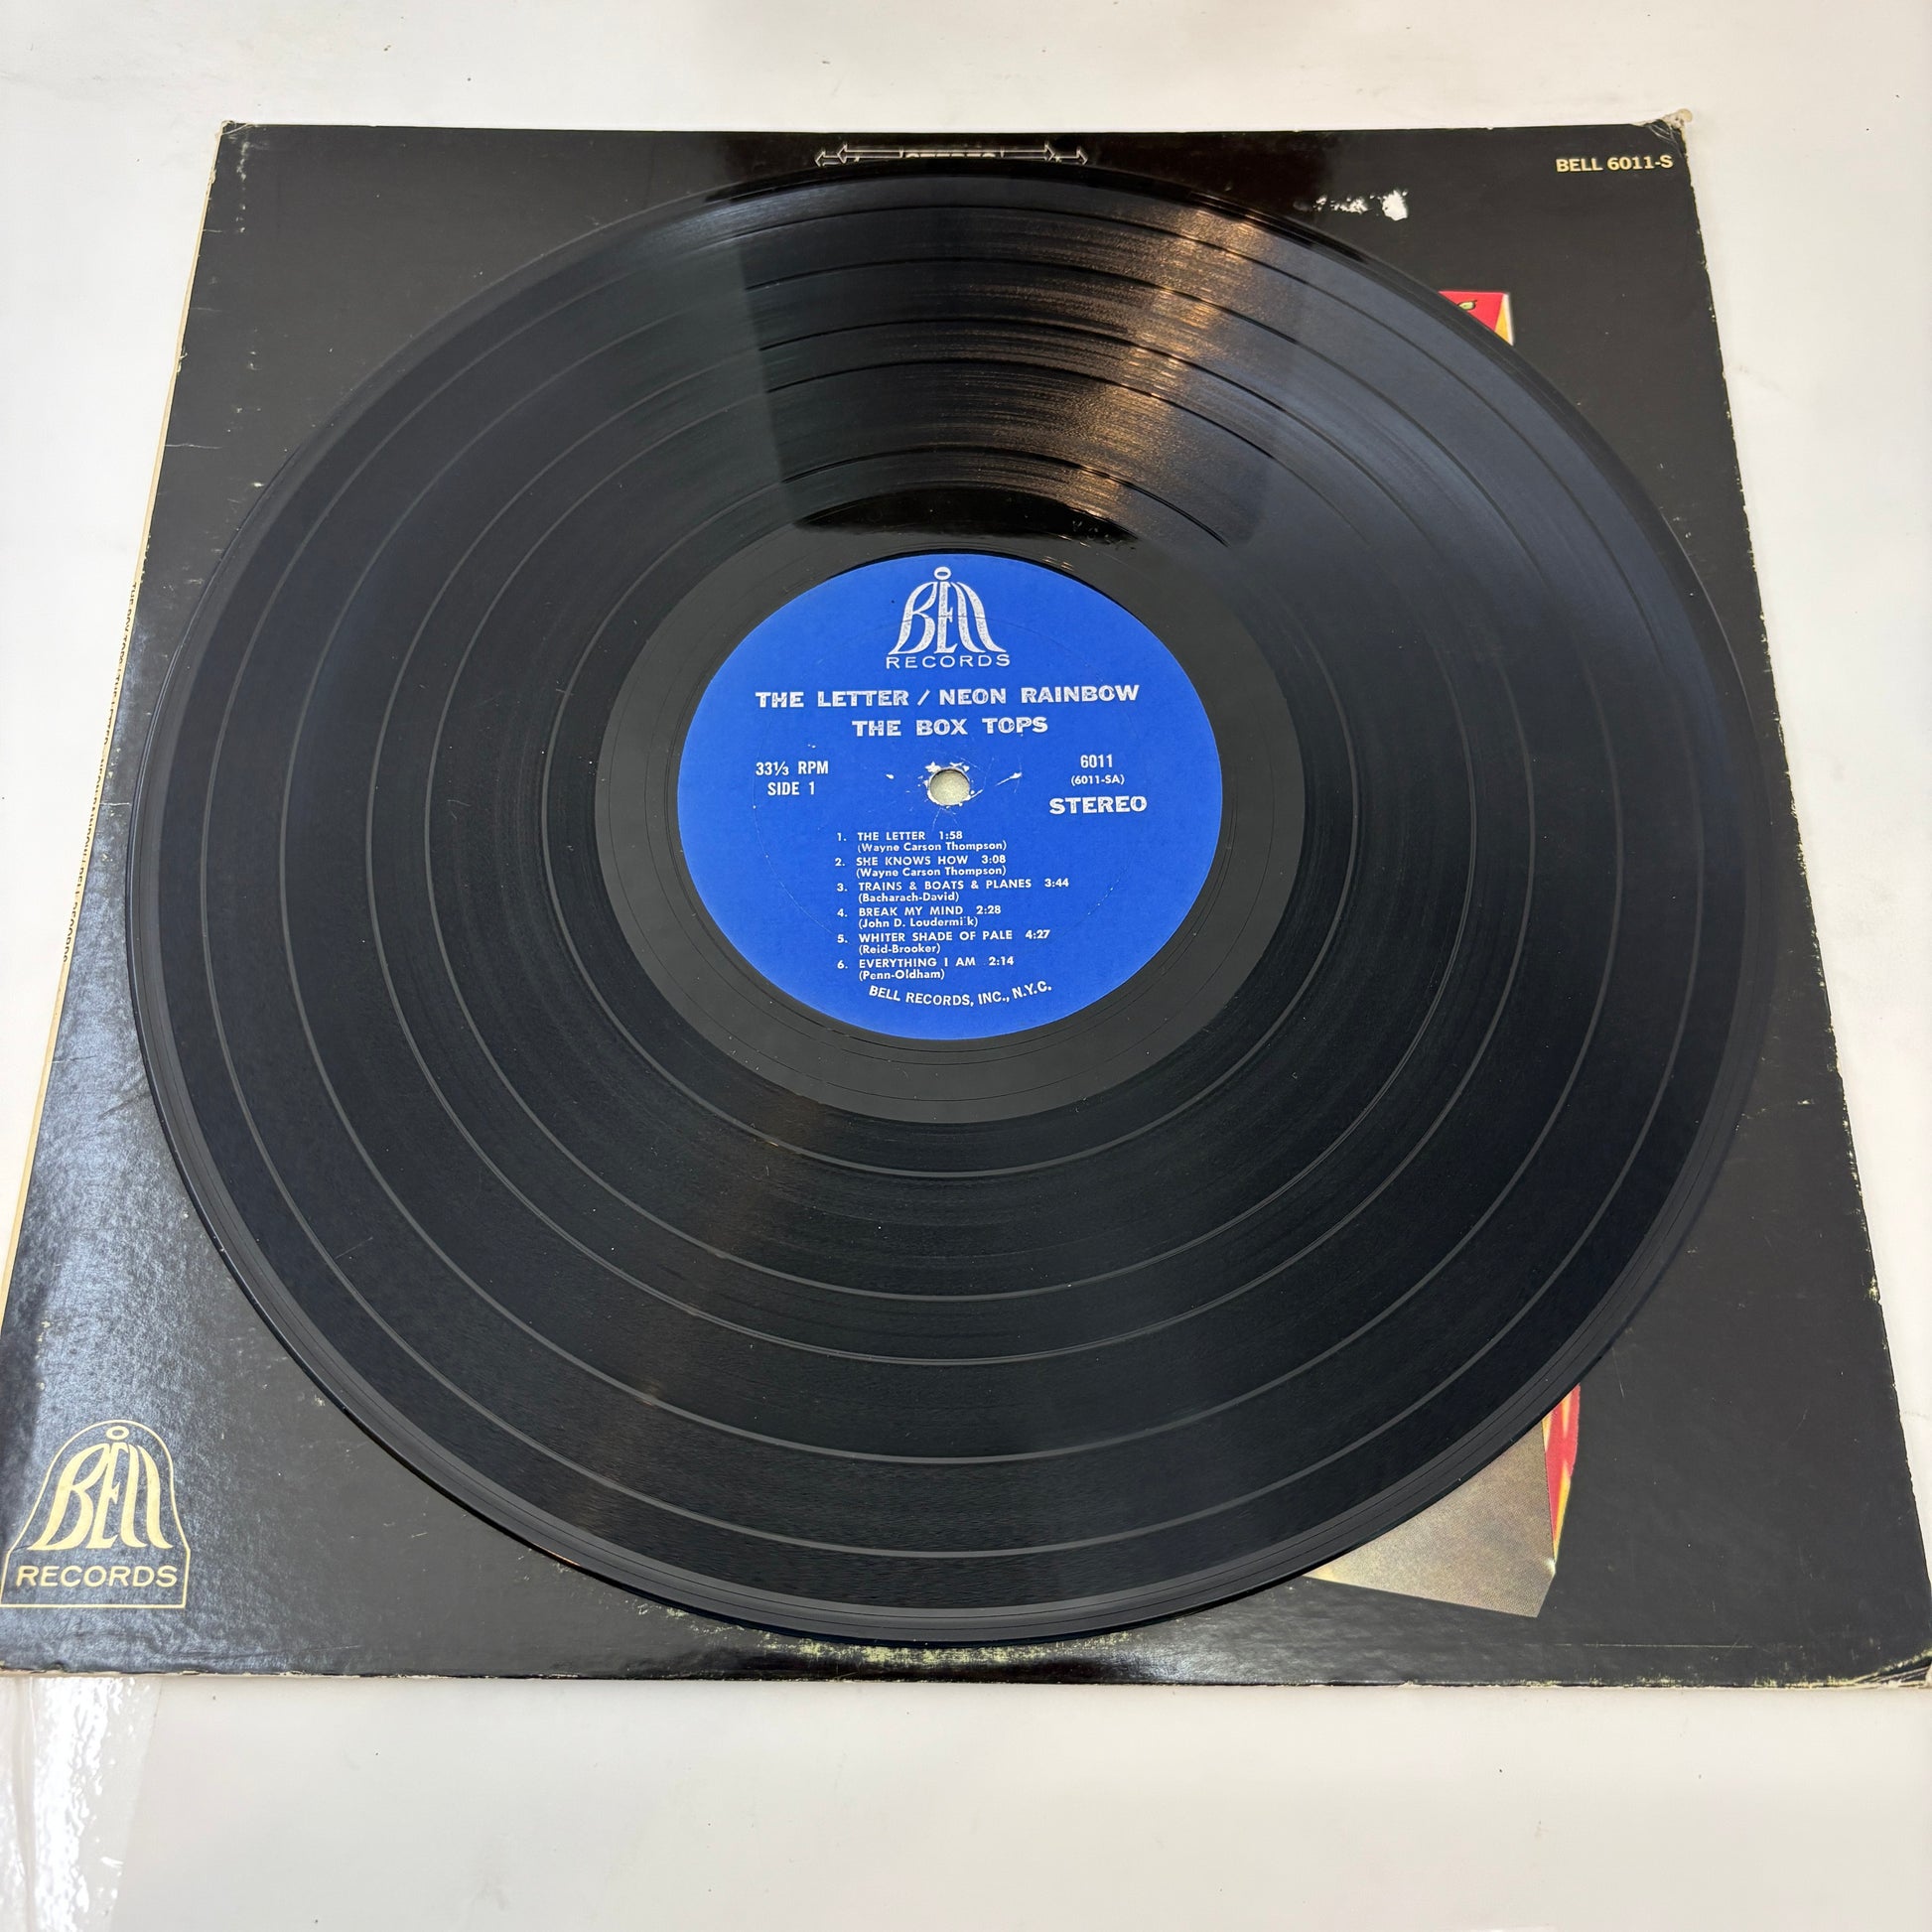 STEREO
BELL 6011-S
BELL
RECORDS
THE LETTER / NEON RAINBOW
THE BOX TOPS
33⅓ RPM
SIDE 1
6011
(6011-SA)
STEREO
1. THE LETTER 1:58
(Wayne Carson Thompson)
2. SHE KNOWS HOW 3:08
(Wayne Carson Thompson)
3. TRAINS & BOATS & PLANES 3:44
(Bacharach-David)
4. BREAK MY MIND 2:28
(John D. Loudermilk)
5. WHITER SHADE OF PALE 4:27
(Reid-Brooker)
6. EVERYTHING I AM 2:14
(Penn-Oldham)
BELL RECORDS, INC., N.Y.C.
BELL
RECORDS